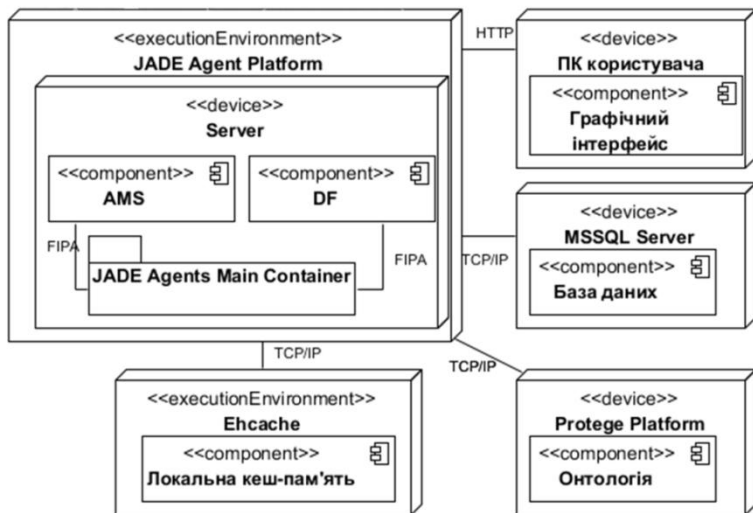 <<executionEnvironment>>
JADE Agent Platform
<<device>>
Server
<<component>>
AMS
<<component>>
DF
FIPA
FIPA
JADE Agents Main Container
HTTP
<<device>>
ПК користувача
<<component>>
Графічний
інтерфейс
TCP/IP
<<device>>
MSSQL Server
<<component>>
База даних
TCP/IP
<<executionEnvironment>>
Ehcache
<<component>>
Локальна кеш-пам'ять
TCP/IP
<<device>>
Protege Platform
<<component>>
Онтологія